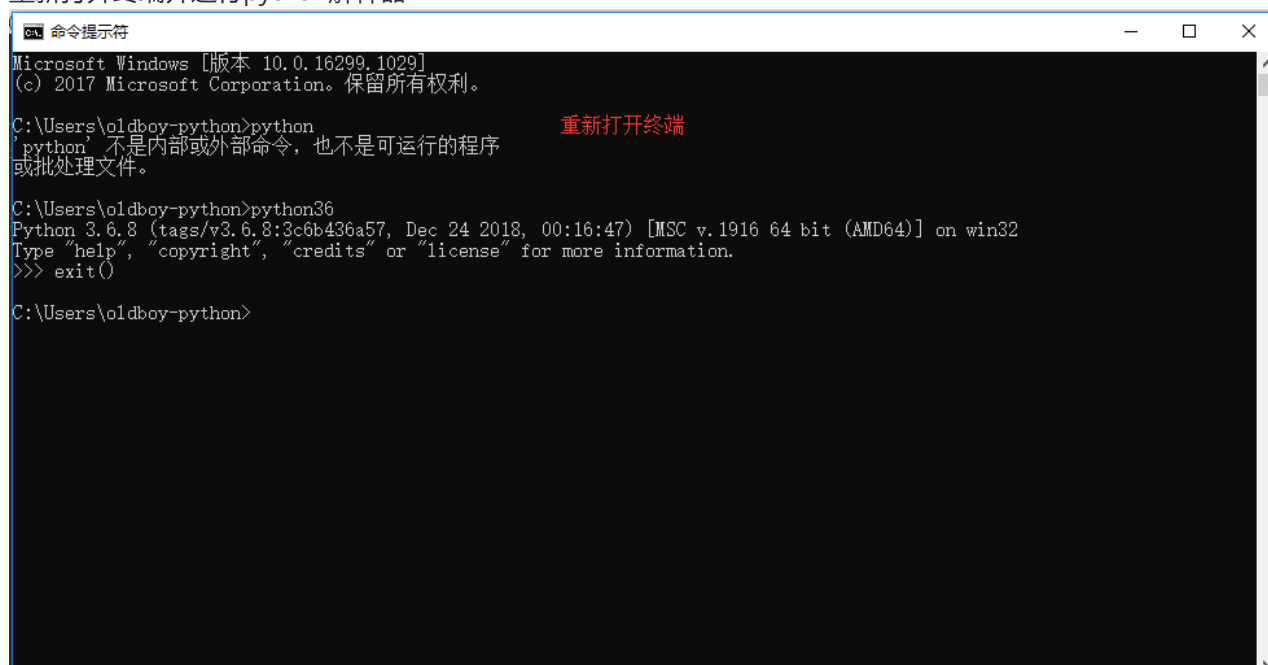 命令提示符
Microsoft Windows [版本 10.0.16299.1029]
(c) 2017 Microsoft Corporation。保留所有权利。
C:\Users\oldboy-python>python
重新打开终端
'python' 不是内部或外部命令，也不是可运行的程序
或批处理文件。
C:\Users\oldboy-python>python36
Python 3.6.8 (tags/v3.6.8:3c6b436a57, Dec 24 2018, 00:16:47) [MSC v.1916 64 bit (AMD64)] on win32
Type "help", "copyright", "credits" or "license" for more information.
>>> exit()
C:\Users\oldboy-python>